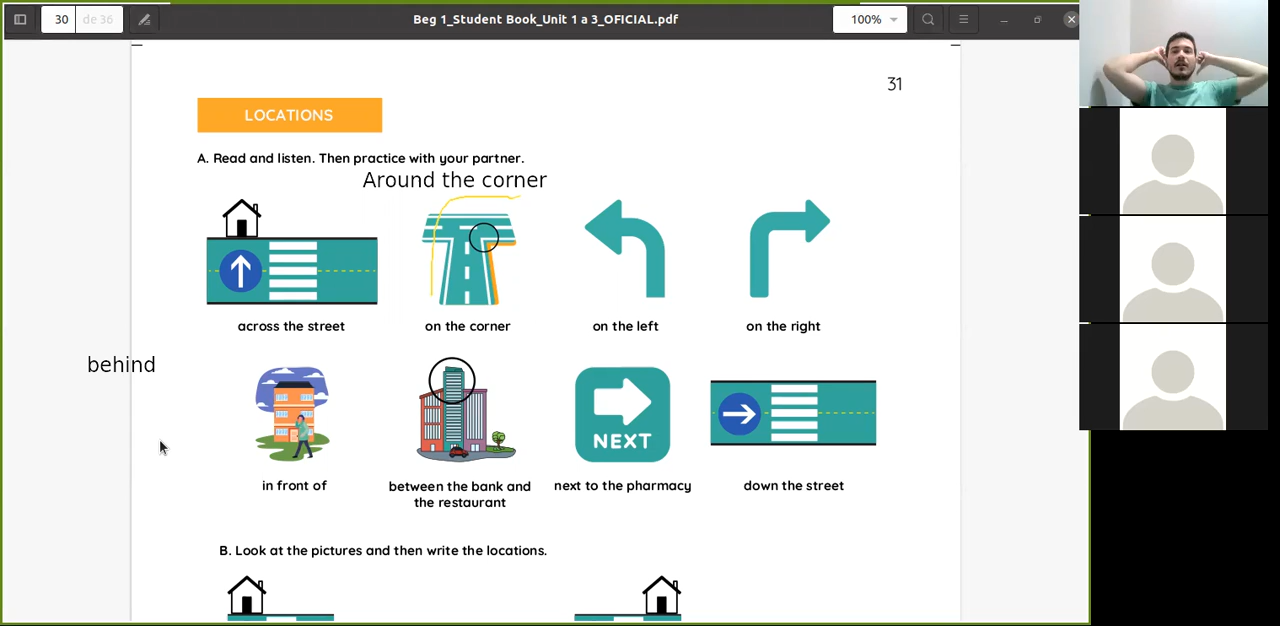 30 de 36
Beg 1_Student Book_Unit 1 a 3_OFICIAL.pdf
100%
31
LOCATIONS
A. Read and listen. Then practice with your partner.
Around the corner
across the street
on the corner
on the left
on the right
behind
NEXT
in front of
between the bank and
the restaurant
next to the pharmacy
down the street
B. Look at the pictures and then write the locations.